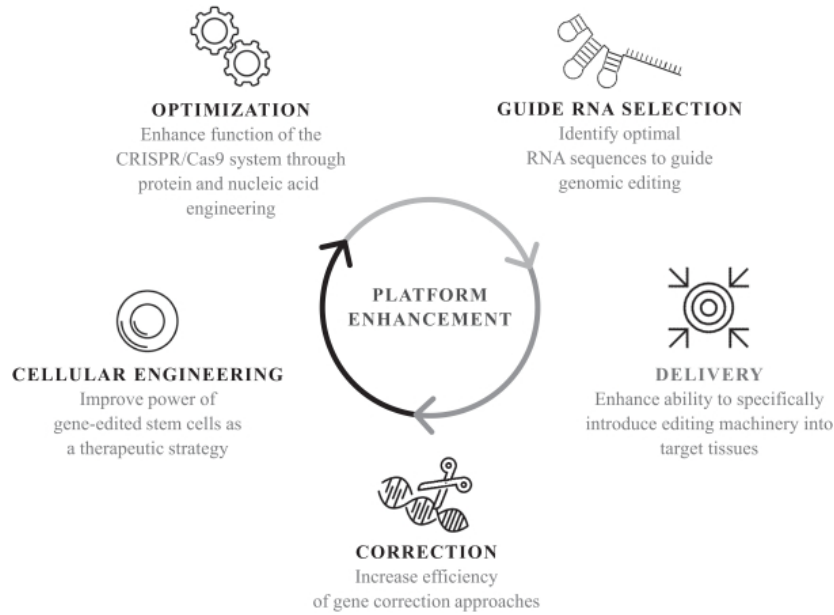 OPTIMIZATION
Enhance function of the
CRISPR/Cas9 system through
protein and nucleic acid
engineering
GUIDE RNA SELECTION
Identify optimal
RNA sequences to guide
genomic editing
PLATFORM
ENHANCEMENT
CELLULAR ENGINEERING
Improve power of
gene-edited stem cells as
a therapeutic strategy
DELIVERY
Enhance ability to specifically
introduce editing machinery into
target tissues
CORRECTION
Increase efficiency
of gene correction approaches